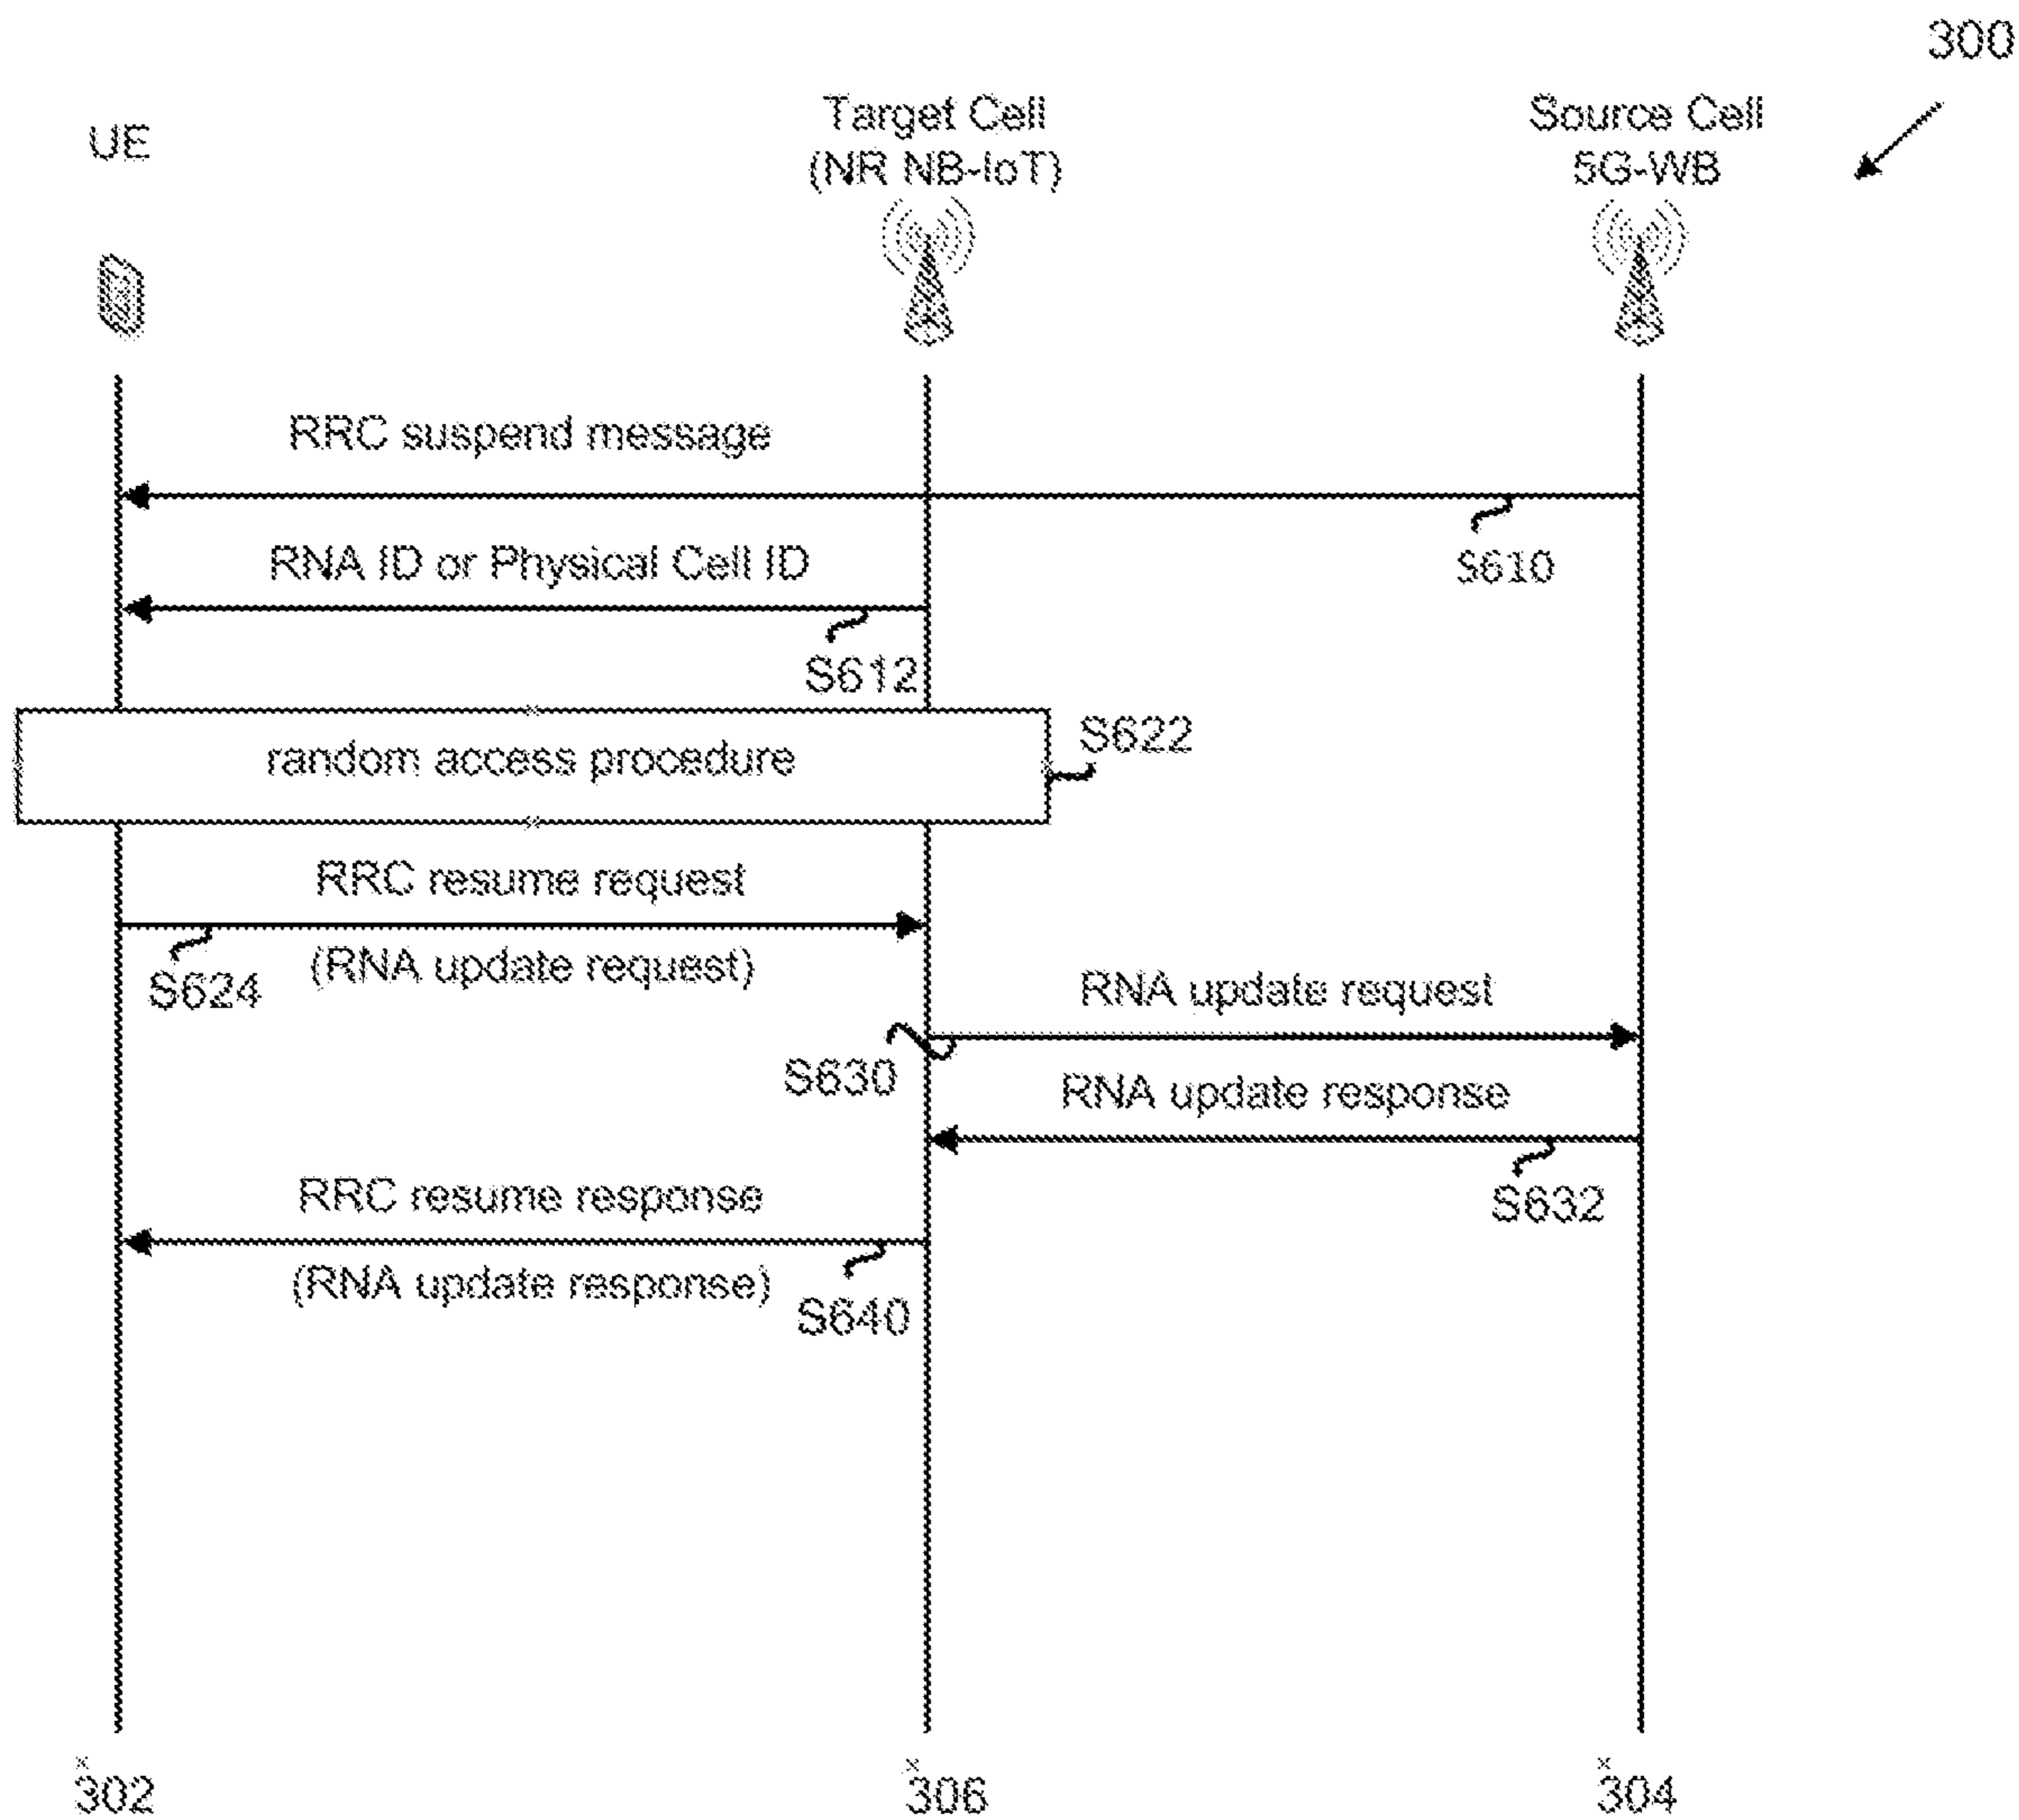 300
UE
Target Cell
(NR NB-IoT)
Source Cell
5G-WB
RRC suspend message
S610
RNA ID or Physical Cell ID
S612
random access procedure
S622
RRC resume request
(RNA update request)
S624
RNA update request
S630
RNA update response
S632
RRC resume response
(RNA update response)
S640
302
306
304